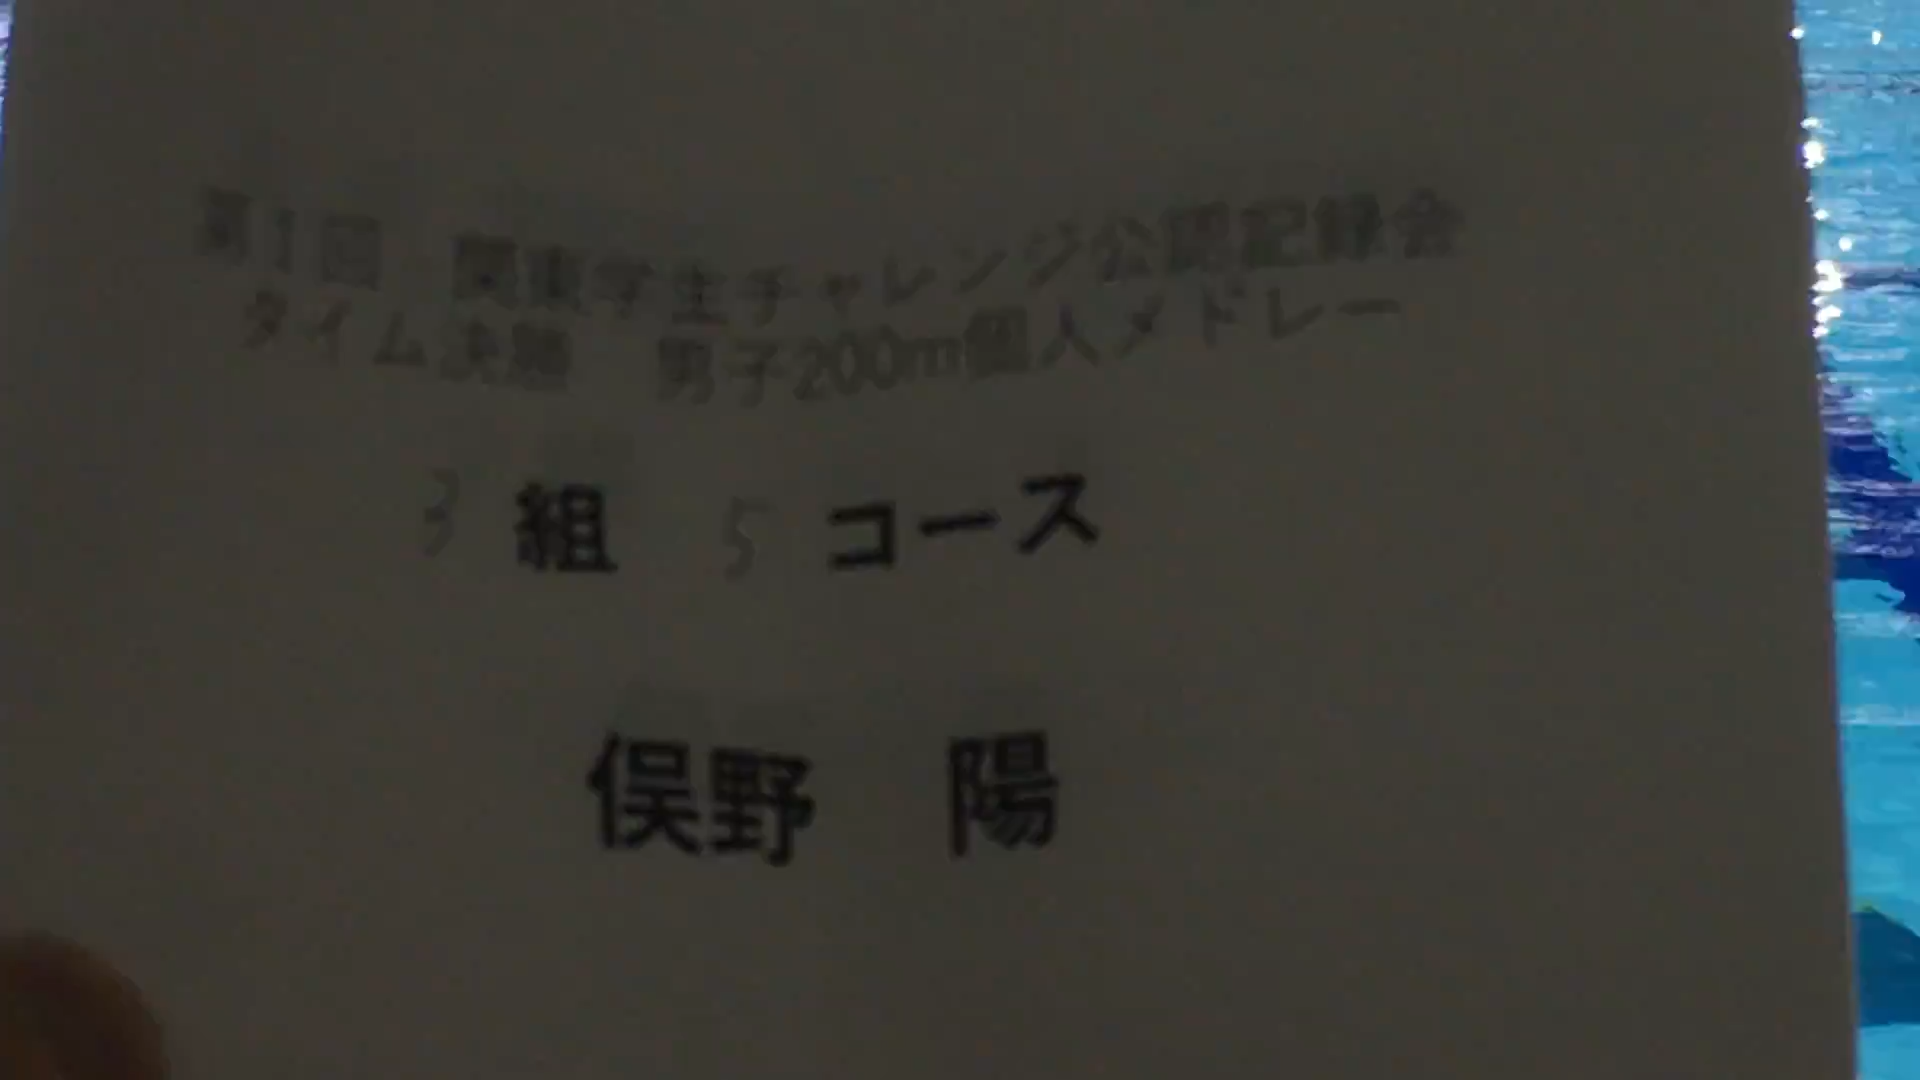 第1回　関東学生チャレンジ公認記録会
タイム決勝　男子200m個人メドレー
3 組　5 コース
俣野　陽